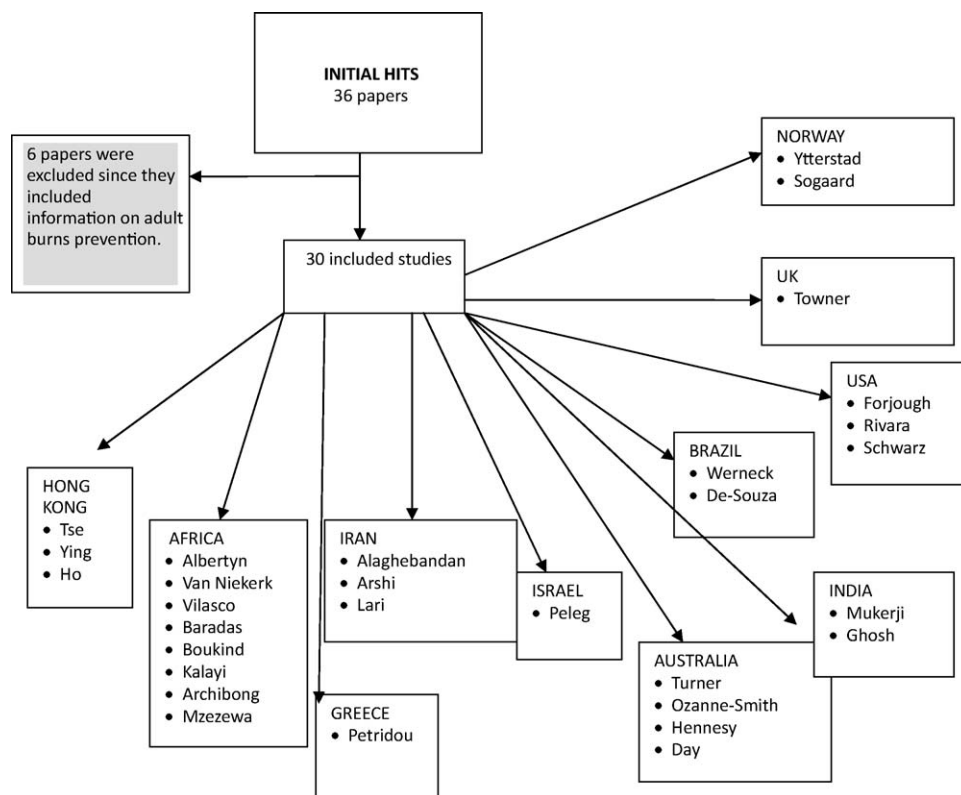 INITIAL HITS
36 papers
6 papers were
excluded since they
included
information on adult
burns prevention.
30 included studies
NORWAY
• Ytterstad
• Sogaard
UK
• Towner
USA
• Forjough
• Rivara
• Schwarz
BRAZIL
• Werneck
• De-Souza
HONG
KONG
• Tse
• Ying
• Ho
AFRICA
• Albertyn
• Van Niekerk
• Vilasco
• Baradas
• Boukind
• Kalayi
• Archibong
• Mzezewa
IRAN
• Alaghebandan
• Arshi
• Lari
ISRAEL
• Peleg
INDIA
• Mukerji
• Ghosh
AUSTRALIA
• Turner
• Ozanne-Smith
• Hennesy
• Day
GREECE
• Petridou